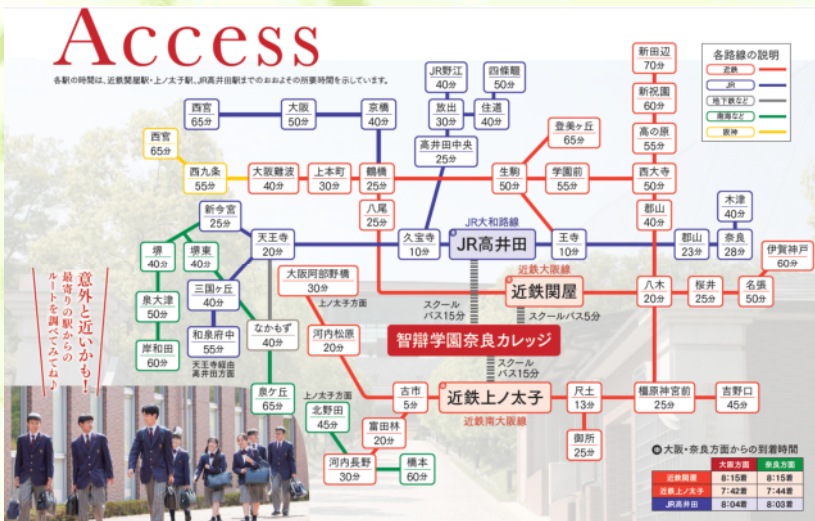 Access
各駅の時間は、近鉄関屋駅・上ノ太子駅、JR高井田駅までのおおよその所要時間を示しています。
各路線の説明
近鉄
JR
地下鉄など
南海など
阪神
西宮
65分
大阪
50分
京橋
40分
JR野江
40分
四條畷
50分
放出
30分
住道
40分
高井田中央
25分
新田辺
70分
新祝園
60分
高の原
55分
登美ヶ丘
65分
西宮
65分
西九条
55分
大阪難波
40分
上本町
30分
鶴橋
25分
生駒
50分
学園前
55分
西大寺
50分
八尾
25分
郡山
40分
木津
40分
新今宮
25分
天王寺
20分
久宝寺
10分
JR大和路線
JR高井田
王寺
10分
郡山
23分
奈良
28分
伊賀神戸
60分
堺
40分
堺東
40分
三国ヶ丘
40分
大阪阿部野橋
30分
上ノ太子方面
近鉄大阪線
近鉄関屋
八木
20分
桜井
25分
名張
50分
泉大津
50分
和泉府中
55分
天王寺経由
高井田方面
なかもず
40分
河内松原
20分
スクール
バス15分
スクールバス5分
智辯学園奈良カレッジ
スクール
バス15分
岸和田
60分
泉ケ丘
65分
上ノ太子方面
北野田
45分
古市
5分
近鉄上ノ太子
近鉄南大阪線
尺土
13分
橿原神宮前
25分
吉野口
45分
富田林
20分
御所
25分
河内長野
30分
橋本
60分
意外と近いかも!
最寄りの駅からの
ルートを調べてみてね♪
大阪・奈良方面からの到着時間
大阪方面 奈良方面
近鉄関屋 8:15着 8:15着
近鉄上ノ太子 7:42着 7:44着
JR高井田 8:04着 8:03着